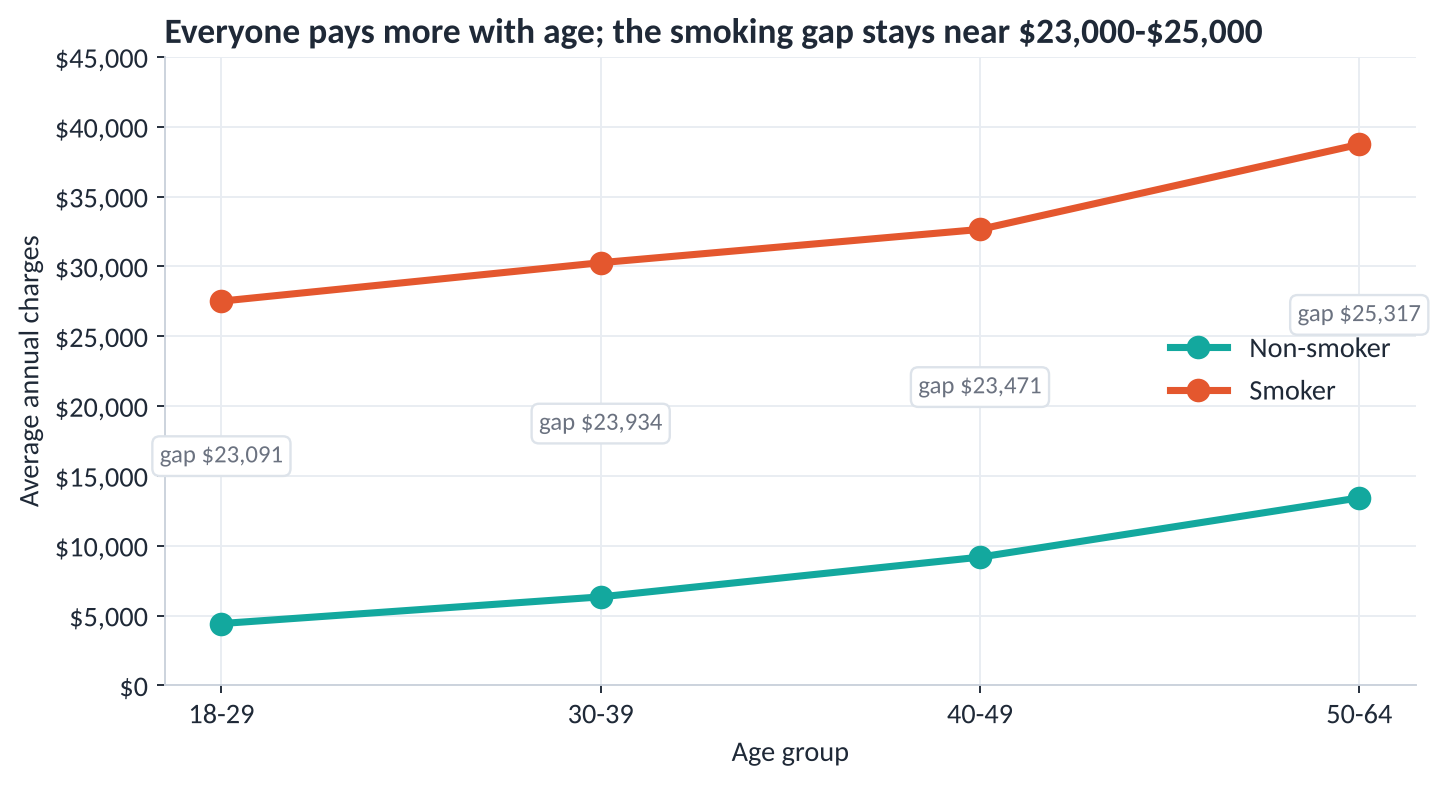 Everyone pays more with age; the smoking gap stays near $23,000-$25,000
$45,000
$40,000
$35,000
$30,000
$25,000
$20,000
$15,000
$10,000
$5,000
$0
Average annual charges
gap $23,091
gap $23,934
gap $23,471
gap $25,317
Non-smoker
Smoker
18-29
30-39
40-49
50-64
Age group